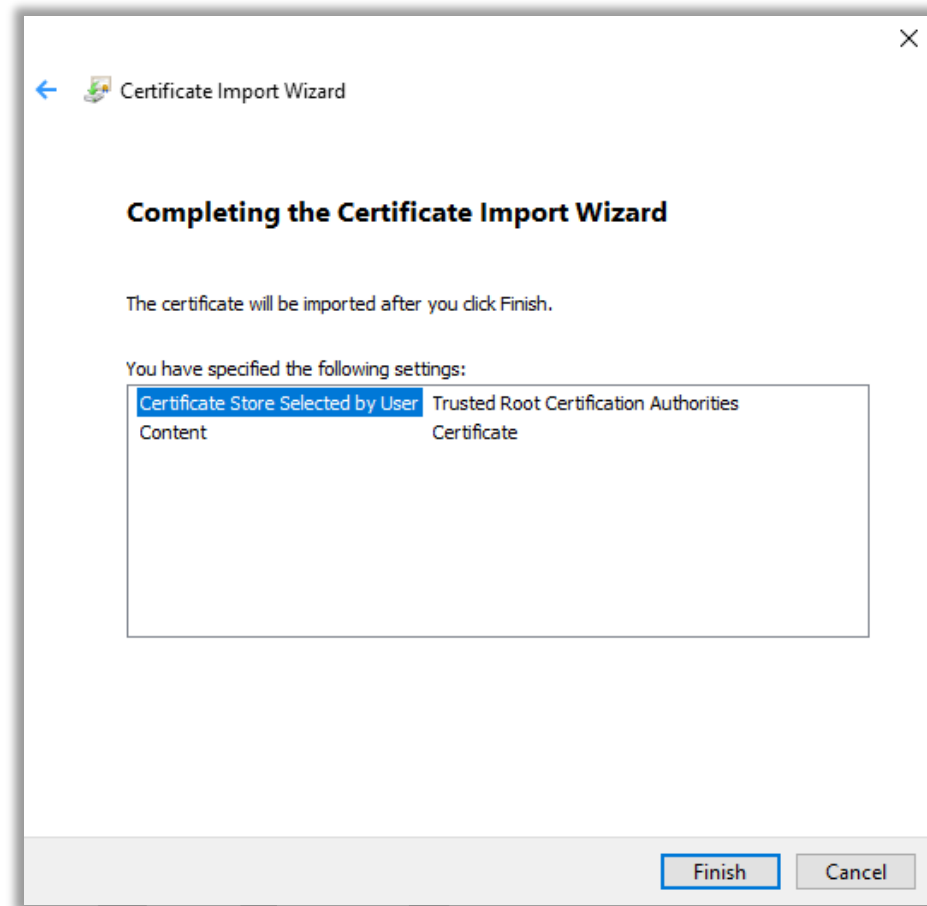 Certificate Import Wizard
Completing the Certificate Import Wizard
The certificate will be imported after you click Finish.
You have specified the following settings:
Certificate Store Selected by User Trusted Root Certification Authorities
Content Certificate
Finish Cancel